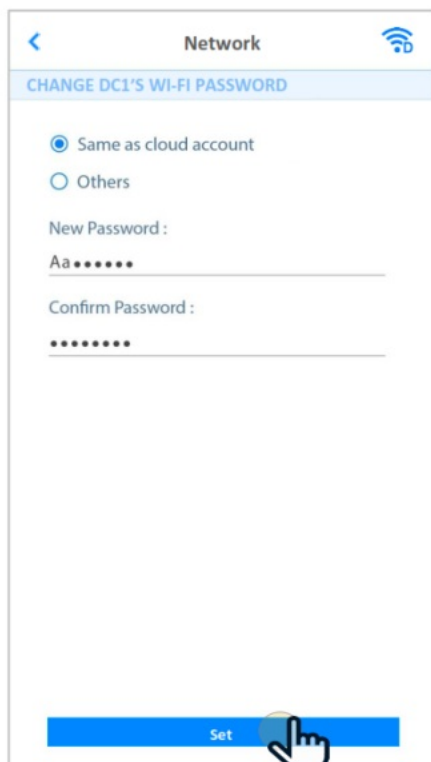 Network
D
CHANGE DC1'S WI-FI PASSWORD
Same as cloud account
Others
New Password :
Aa••••••
Confirm Password :
••••••••
Set